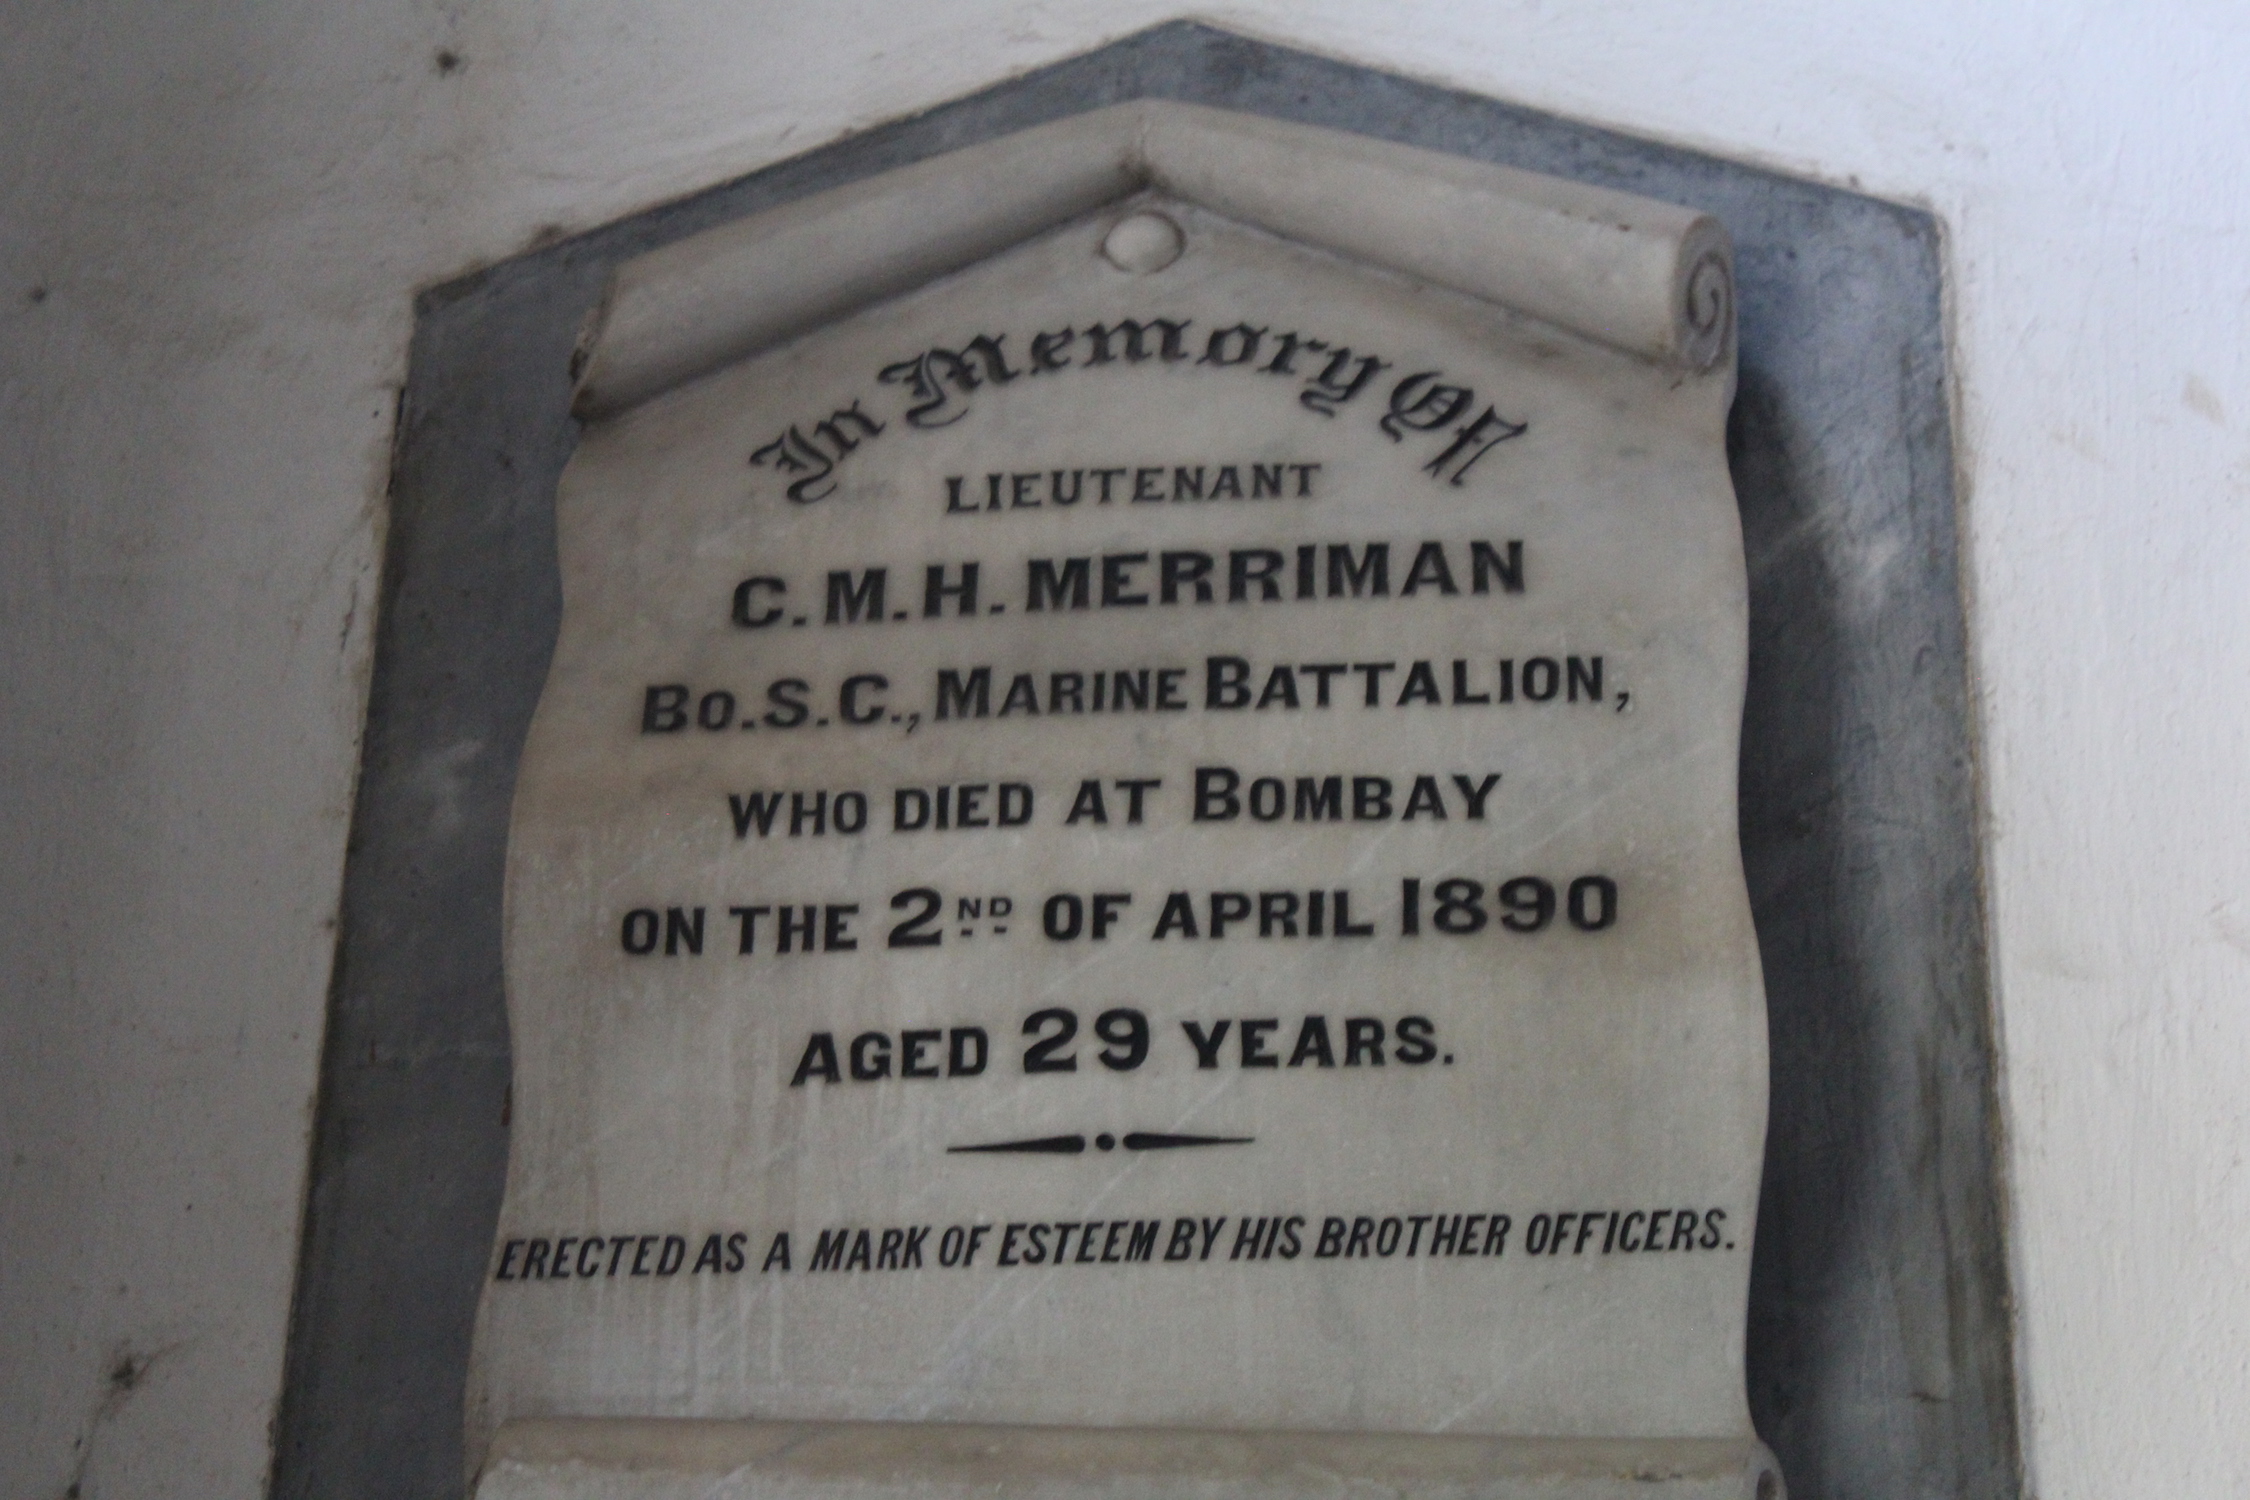 In Memory Of
LIEUTENANT
C. M. H. MERRIMAN
BO. S. C., MARINE BATTALION,
WHO DIED AT BOMBAY
ON THE 2ND OF APRIL 1890
AGED 29 YEARS.
ERECTED AS A MARK OF ESTEEM BY HIS BROTHER OFFICERS.